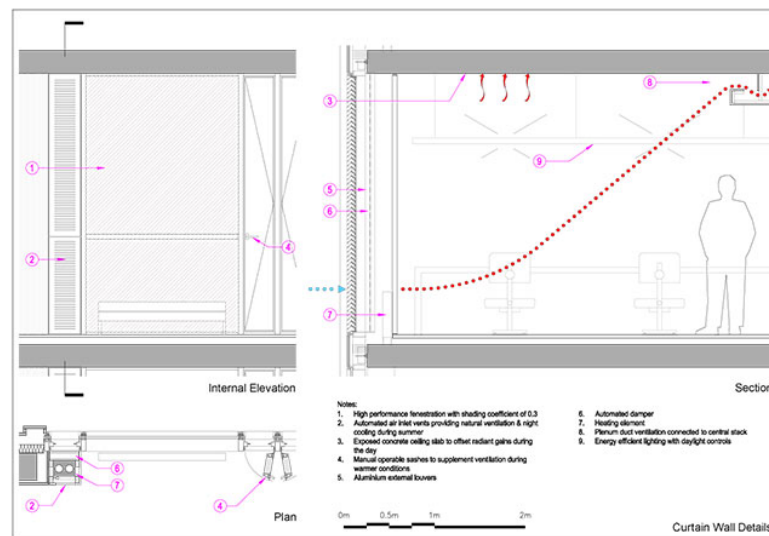 1
2
4
3
5
6
7
8
9
Internal Elevation
Section
6
7
2
4
Plan
Notes:
1. High performance fenestration with shading coefficient of 0.3
2. Automated air inlet vents providing natural ventilation & night
cooling during summer
3. Exposed concrete ceiling slab to offset radiant gains during
the day
4. Manual operable sashes to supplement ventilation during
warmer conditions
5. Aluminium external louvers
6. Automated damper
7. Heating element
8. Plenum duct ventilation connected to central stack
9. Energy efficient lighting with daylight controls
0m 0.5m 1m 2m
Curtain Wall Details